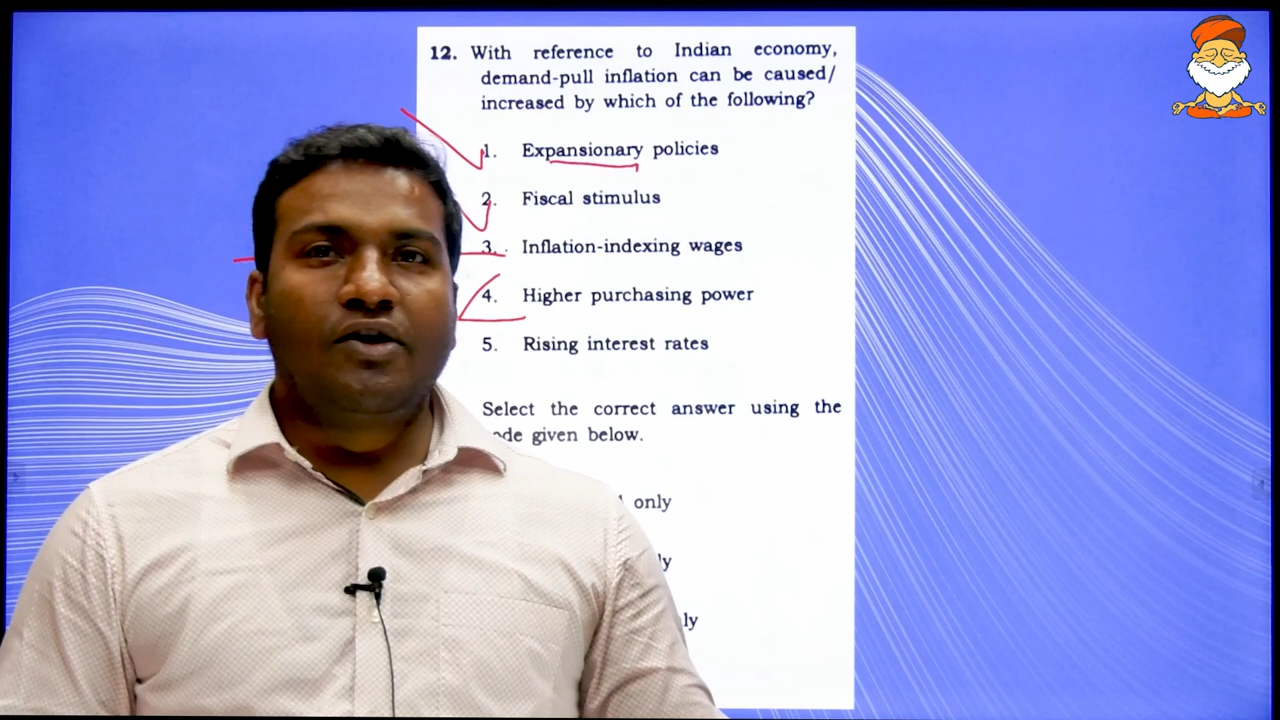 12. With reference to Indian economy,
demand-pull inflation can be caused/
increased by which of the following?
1. Expansionary policies
2. Fiscal stimulus
3. Inflation-indexing wages
4. Higher purchasing power
5. Rising interest rates
Select the correct answer using the
given below.
only